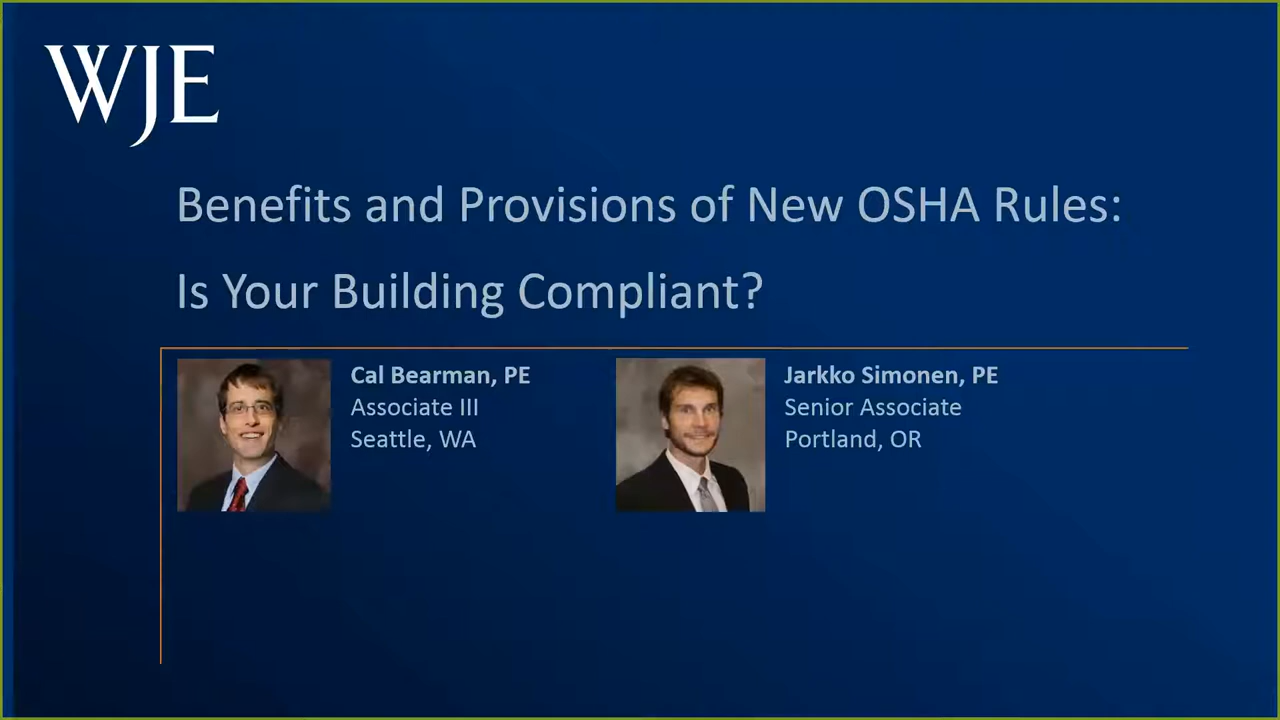 WJE
Benefits and Provisions of New OSHA Rules:
Is Your Building Compliant?
Cal Bearman, PE
Associate III
Seattle, WA
Jarkko Simonen, PE
Senior Associate
Portland, OR